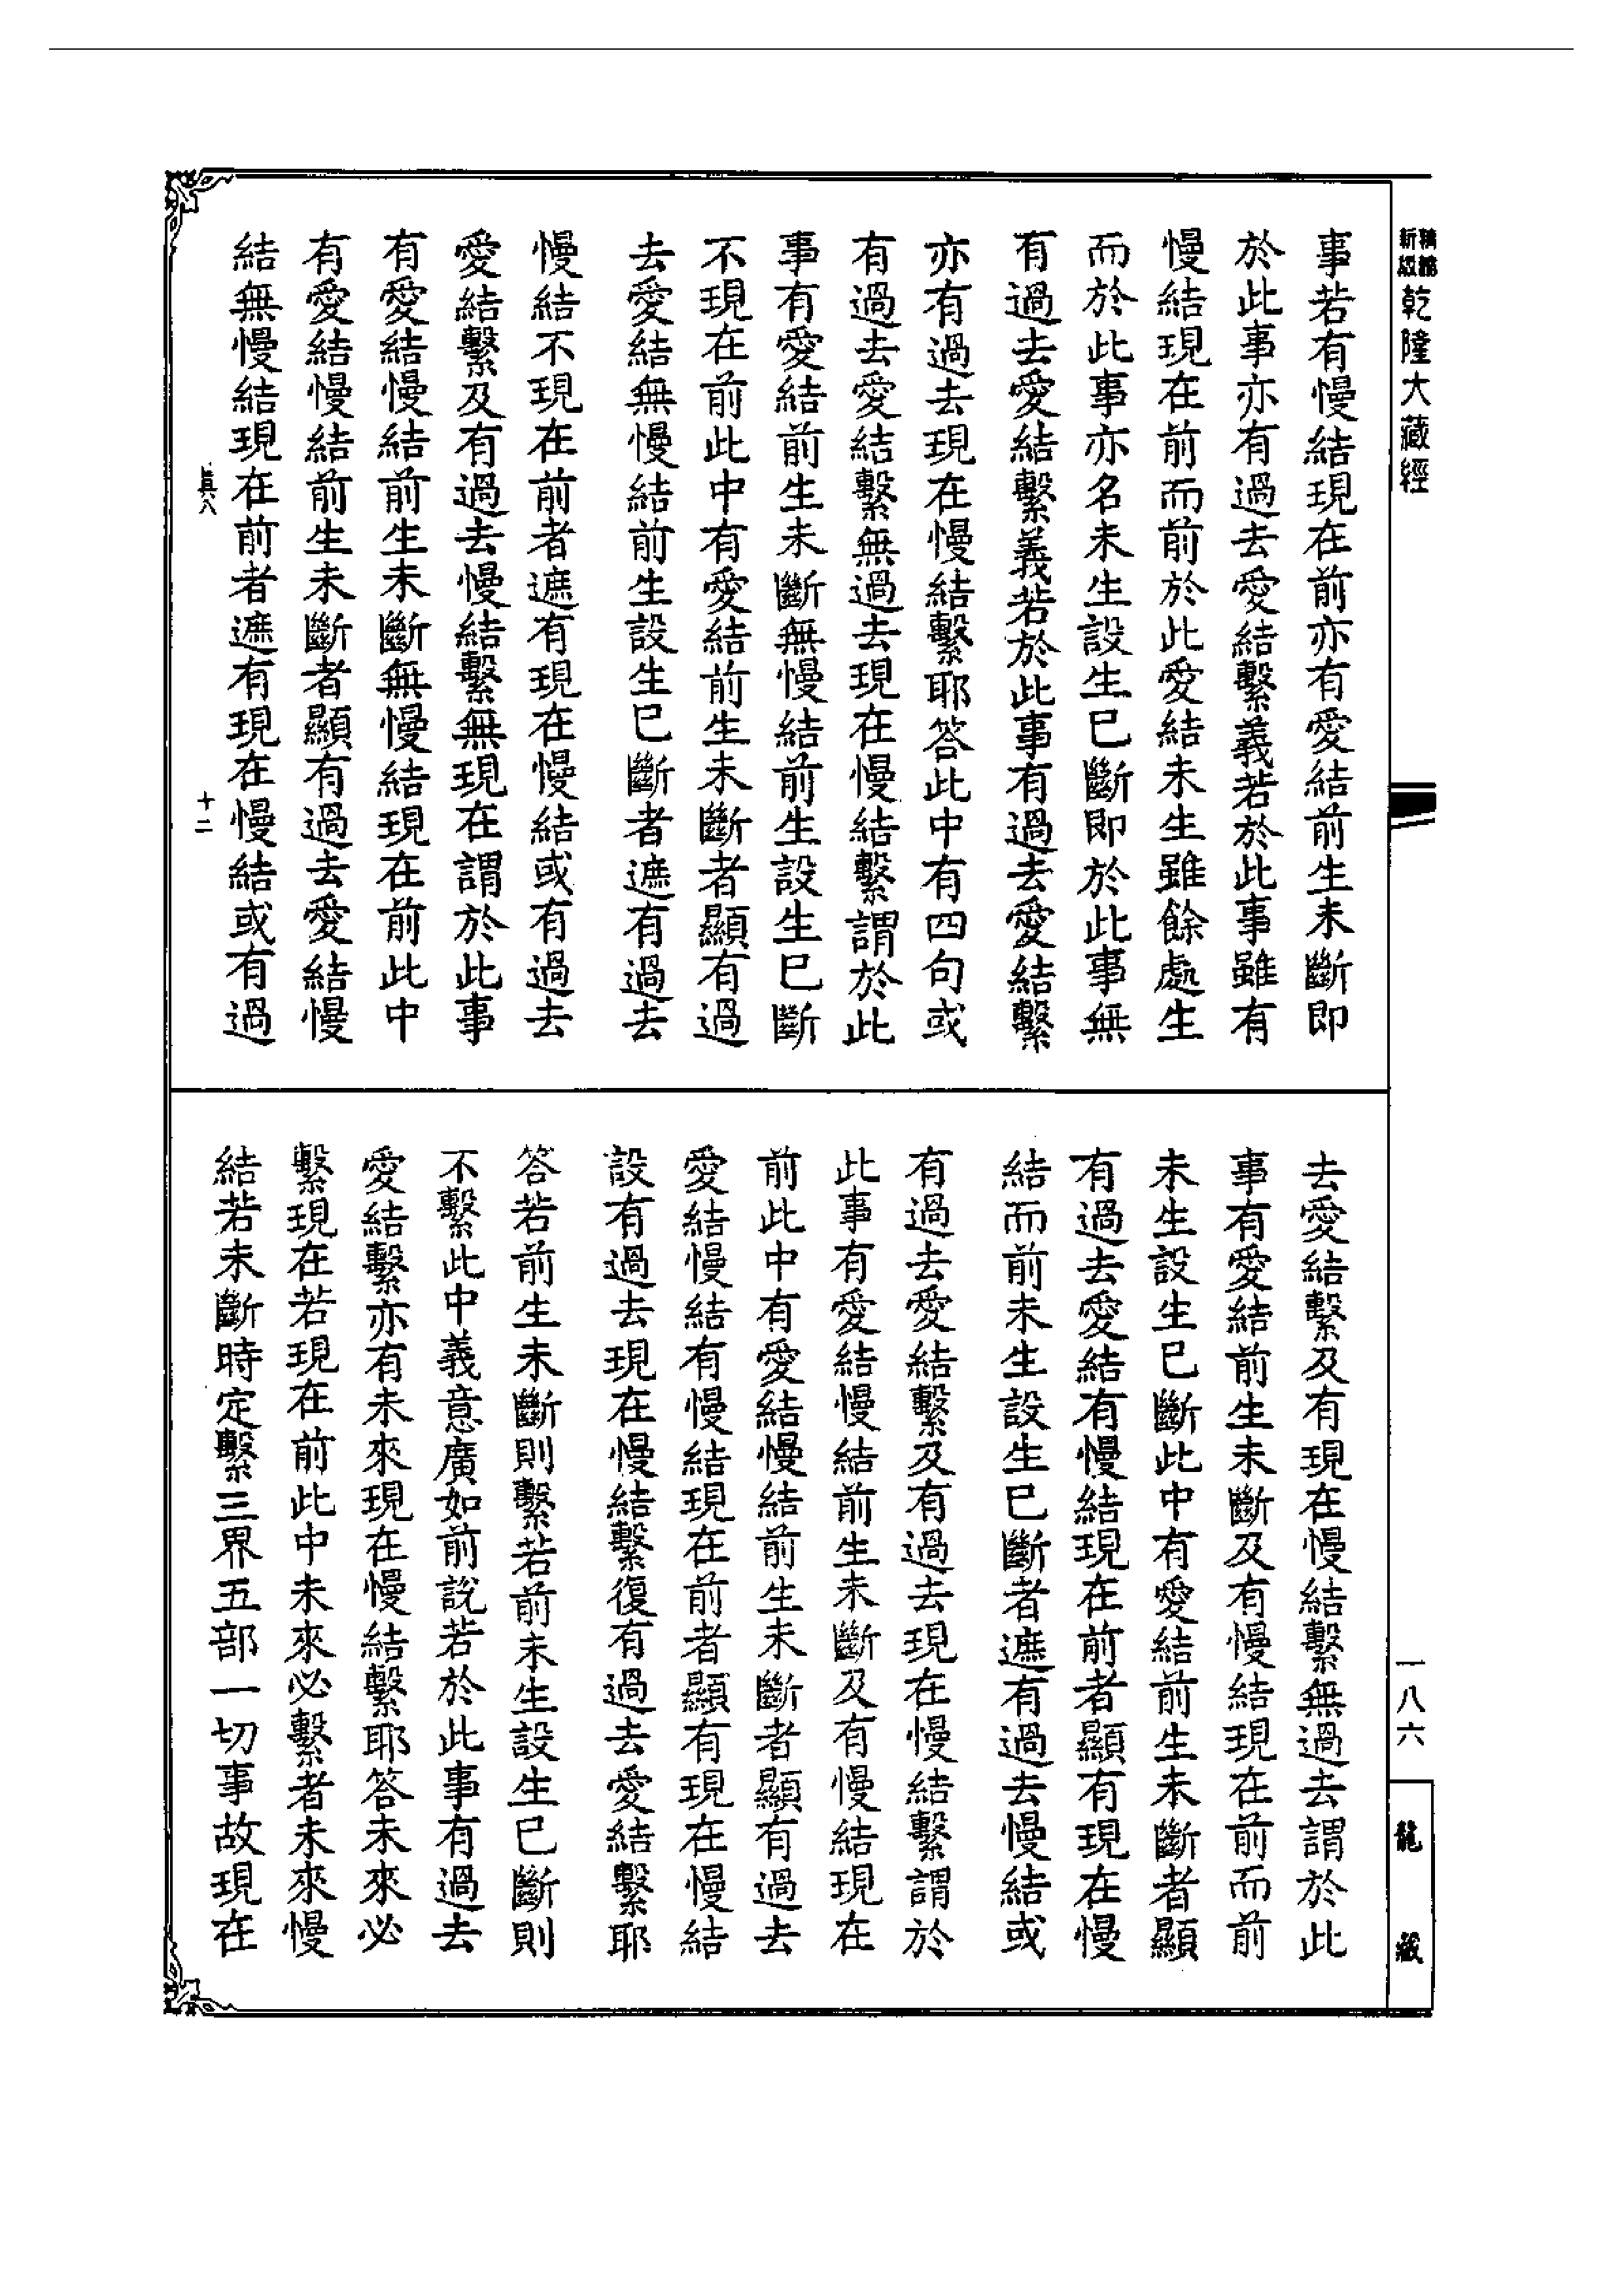 新編縮版乾隆大藏經
事若有慢結現在前亦有愛結前生未斷即
於此事亦有過去愛結繫義若於此事雖有
慢結現在前而前於此愛結未生雖餘處生
而於此事亦名未生設生已斷即於此事無
有過去愛結繫義若於此事有過去愛結繫
亦有過去現在慢結繫耶答此中有四句或
有過去愛結繫無過去現在慢結繫謂於此
事有愛結前生未斷無慢結前生設生已斷
不現在前此中有愛結前生未斷者顯有過
去愛結無慢結前生設生已斷者遮有過去
慢結不現在前者遮有現在慢結或有過去
愛結繫及有過去慢結繫無現在謂於此事
有愛結慢結前生未斷無慢結現在前此中
有愛結慢結前生未斷者顯有過去愛結慢
結無慢結現在前者遮有現在慢結或有過
真六
十二
去愛結繫及有現在慢結繫無過去謂於此
事有愛結前生未斷及有慢結現在前而前
未生設生已斷此中有愛結前生未斷者顯
有過去愛結有慢結現在前者顯有現在慢
結而前未生設生已斷者遮有過去慢結或
有過去愛結繫及有過去現在慢結繫謂於
此事有愛結慢結前生未斷及有慢結現在
前此中有愛結慢結前生未斷者顯有過去
愛結慢結有慢結現在前者顯有現在慢結
設有過去現在慢結繫復有過去愛結繫耶
答若前生未斷則繫若前未生設生已斷則
不繫此中義意廣如前說若於此事有過去
愛結繫亦有未來現在慢結繫耶答未來必
繫現在若現在前此中未來必繫者未來慢
結若未斷時定繫三界五部一切事故現在
一八六
龍藏